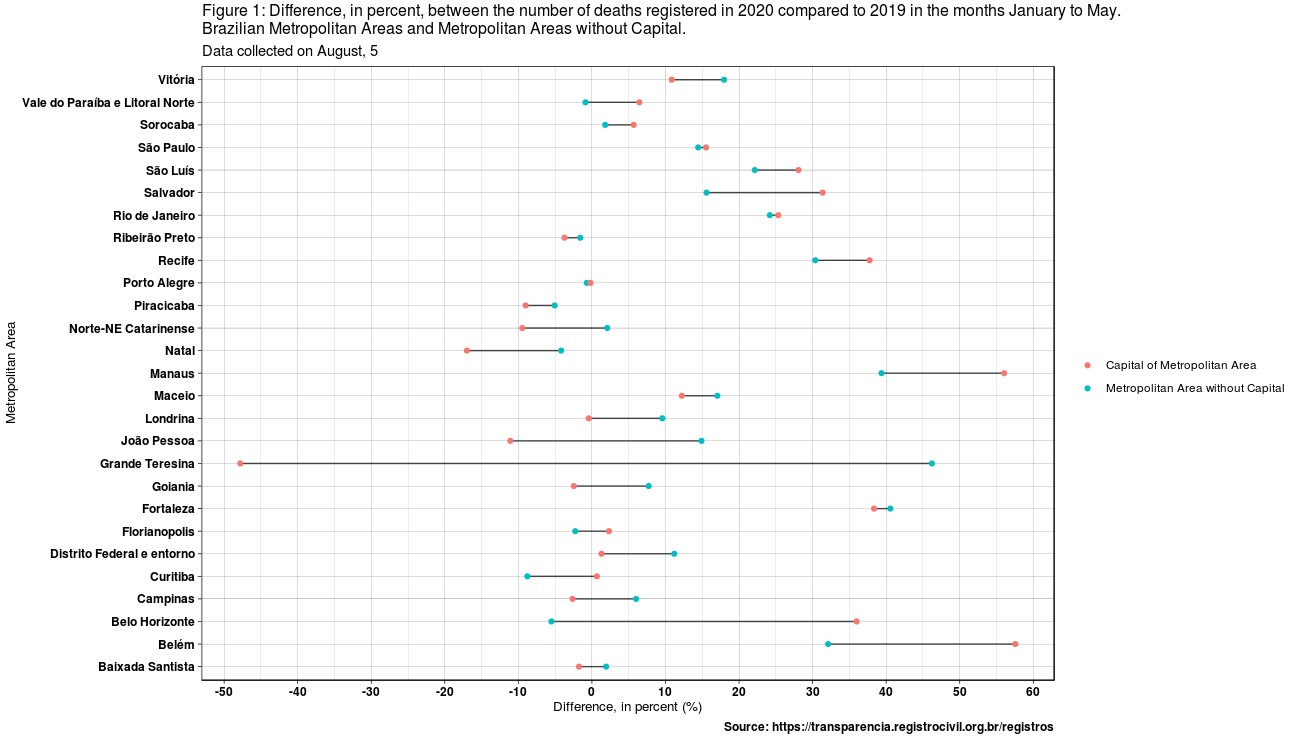 Figure 1: Difference, in percent, between the number of deaths registered in 2020 compared to 2019 in the months January to May.
Brazilian Metropolitan Areas and Metropolitan Areas without Capital.
Data collected on August, 5
Metropolitan Area
Vitória
Vale do Paraíba e Litoral Norte
Sorocaba
São Paulo
São Luís
Salvador
Rio de Janeiro
Ribeirão Preto
Recife
Porto Alegre
Piracicaba
Norte-NE Catarinense
Natal
Manaus
Maceio
Londrina
João Pessoa
Grande Teresina
Goiania
Fortaleza
Florianopolis
Distrito Federal e entorno
Curitiba
Campinas
Belo Horizonte
Belém
Baixada Santista
Capital of Metropolitan Area
Metropolitan Area without Capital
-50 -40 -30 -20 -10 0 10 20 30 40 50 60
Difference, in percent (%)
Source: https://transparencia.registrocivil.org.br/registros